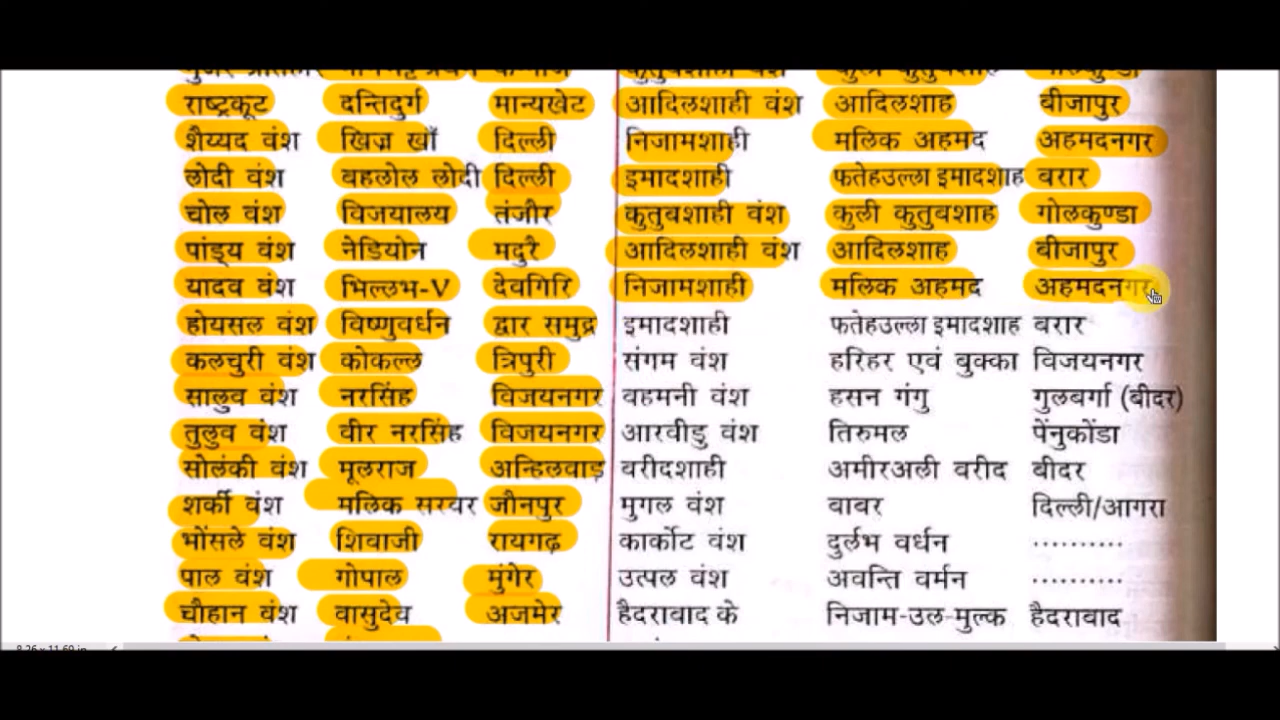 राष्ट्रकूट दन्तिदुर्ग मान्यखेट आदिलशाही वंश आदिलशाह बीजापुर
शैय्यद वंश खिज्र खाँ दिल्ली निजामशाही मलिक अहमद अहमदनगर
लोदी वंश बहलोल लोदी दिल्ली इमादशाही फतेहउल्ला इमादशाह बरार
चोल वंश विजयालय तंजौर कुतुबशाही वंश कुली कुतुबशाह गोलकुण्डा
पांड्य वंश नेडियोन मदुरै आदिलशाही वंश आदिलशाह बीजापुर
यादव वंश भिल्लभ-V देवगिरि निजामशाही मलिक अहमद अहमदनगर
होयसल वंश विष्णुवर्धन द्वार समुद्र इमादशाही फतेहउल्ला इमादशाह बरार
कलचुरी वंश कोकल्ल त्रिपुरी संगम वंश हरिहर एवं बुक्का विजयनगर
सालुव वंश नरसिंह विजयनगर वहमनी वंश हसन गंगु गुलबर्गा (बीदर)
तुलुव वंश वीर नरसिंह विजयनगर आरवीडु वंश तिरुमल पेंनुकोंडा
सोलंकी वंश मूलराज अन्हिलवाड़ बरीदशाही अमीरअली बरीद बीदर
शर्की वंश मलिक सरवर जौनपुर मुगल वंश बाबर दिल्ली/आगरा
भोंसले वंश शिवाजी रायगढ़ कार्कोट वंश दुर्लभ वर्धन ..........
पाल वंश गोपाल मुंगेर उत्पल वंश अवन्ति वर्मन ..........
चौहान वंश वासुदेव अजमेर हैदराबाद के निजाम-उल-मुल्क हैदराबाद